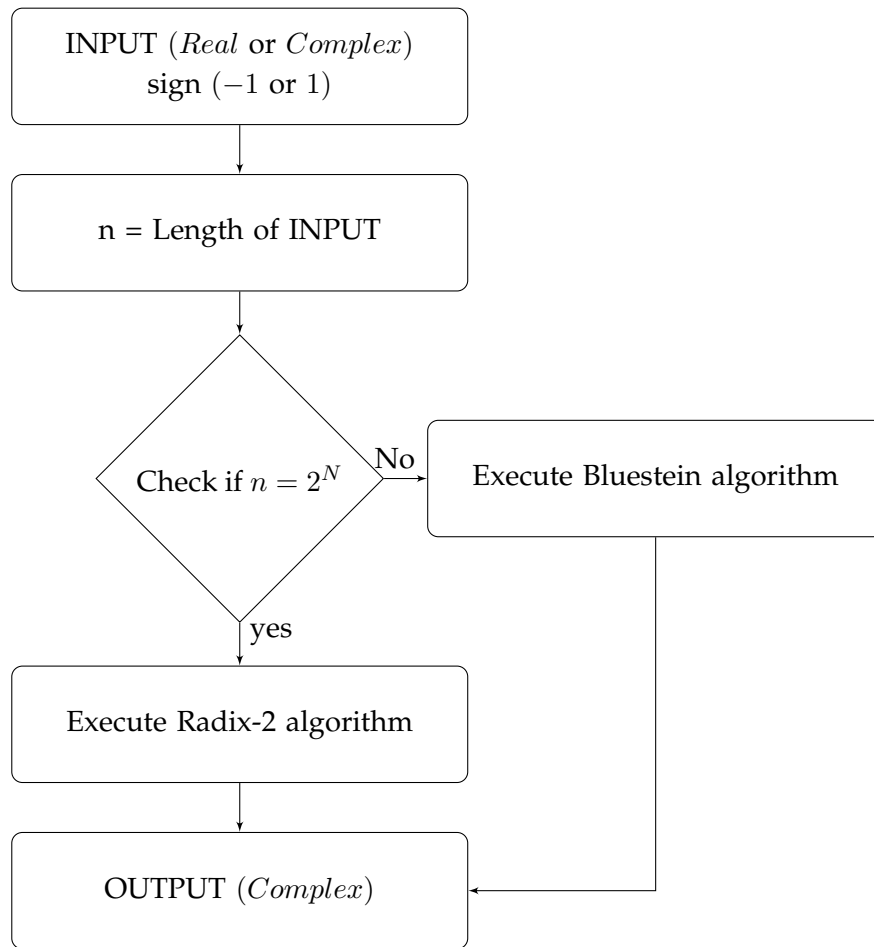 INPUT (Real or Complex)
sign (−1 or 1)
n = Length of INPUT
Check if n = 2^N
No
Execute Bluestein algorithm
yes
Execute Radix-2 algorithm
OUTPUT (Complex)